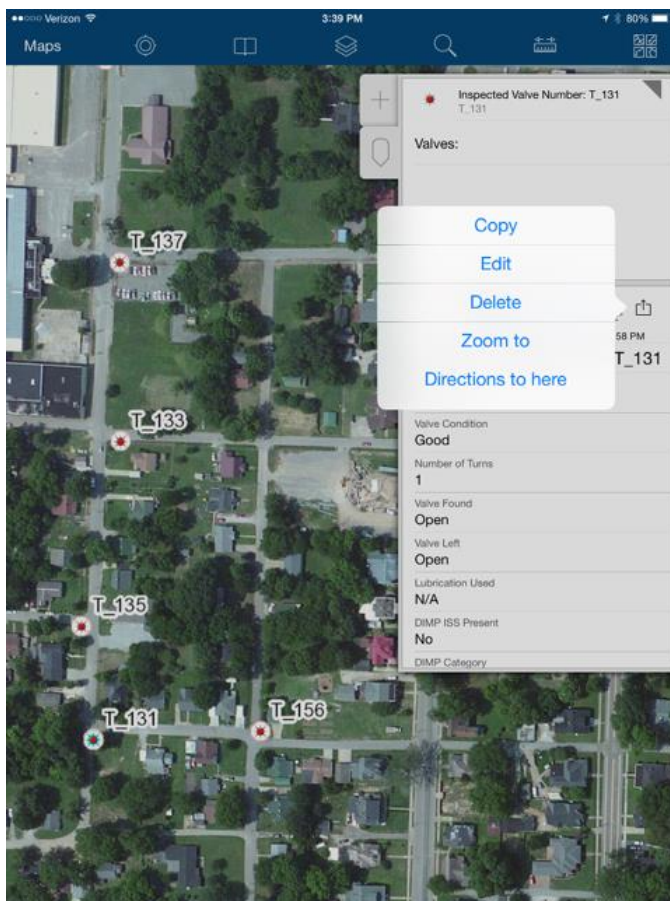 Verizon
3:39 PM
80%
Maps
Inspected Valve Number: T_131
T_131
Valves:
Copy
Edit
Delete
Zoom to
Directions to here
58 PM
T_131
Valve Condition
Good
Number of Turns
1
Valve Found
Open
Valve Left
Open
Lubrication Used
N/A
DIMP ISS Present
No
DIMP Category
T_137
T_133
T_135
T_131
T_156